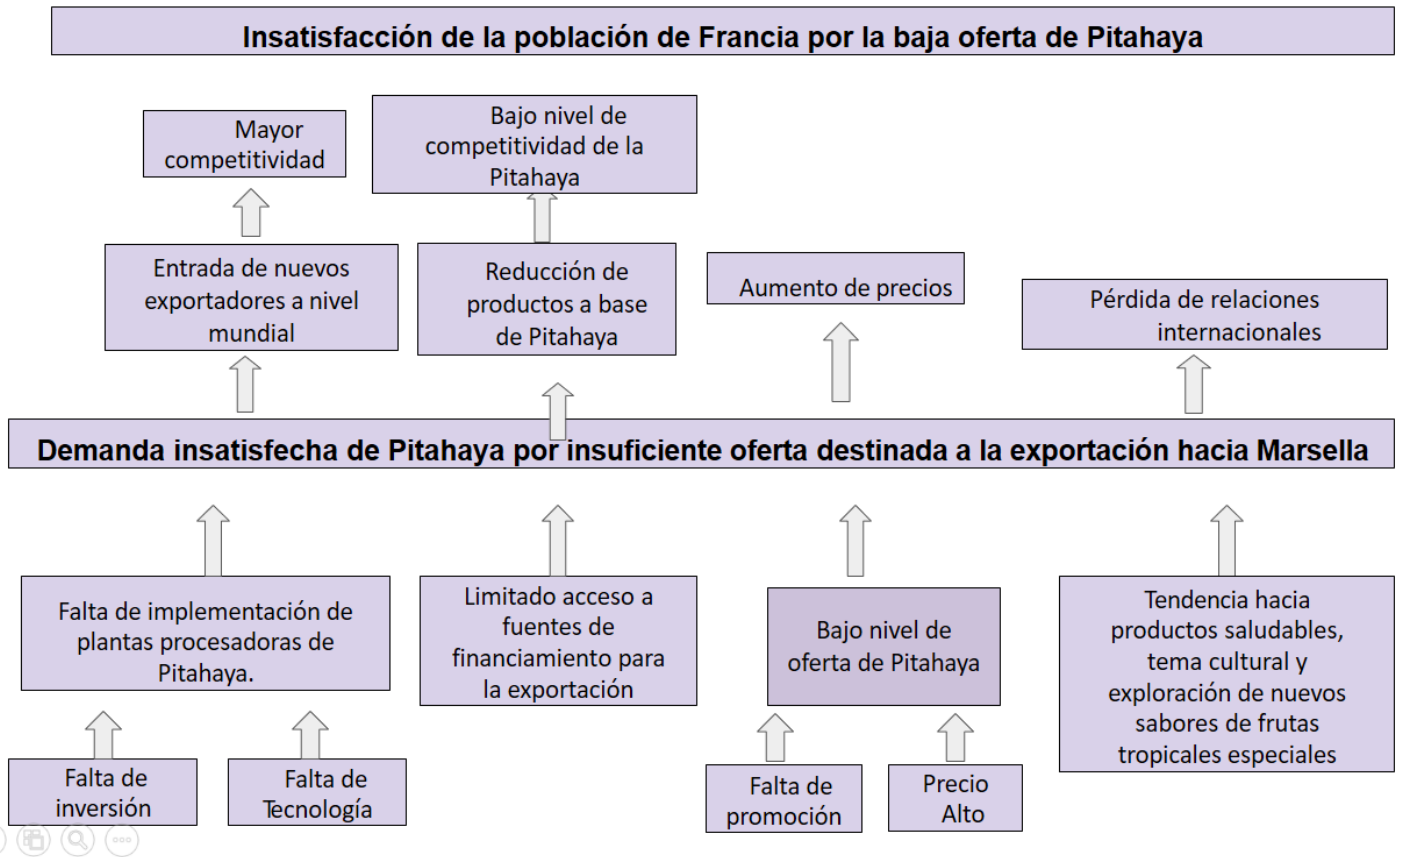 Insatisfacción de la población de Francia por la baja oferta de Pitahaya
Mayor
competitividad
Bajo nivel de
competitividad de la
Pitahaya
Entrada de nuevos
exportadores a nivel
mundial
Reducción de
productos a base
de Pitahaya
Aumento de precios
Pérdida de relaciones
internacionales
Demanda insatisfecha de Pitahaya por insuficiente oferta destinada a la exportación hacia Marsella
Falta de implementación de
plantas procesadoras de
Pitahaya.
Limitado acceso a
fuentes de
financiamiento para
la exportación
Bajo nivel de
oferta de Pitahaya
Tendencia hacia
productos saludables,
tema cultural y
exploración de nuevos
sabores de frutas
tropicales especiales
Falta de
inversión
Falta de
Tecnología
Falta de
promoción
Precio
Alto